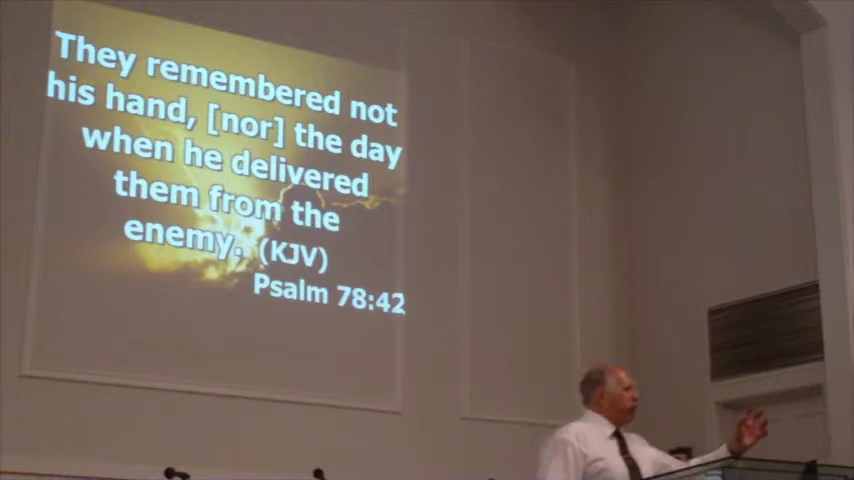 They remembered not
his hand, [nor] the day
when he delivered
them from the
enemy. (KJV)
Psalm 78:42